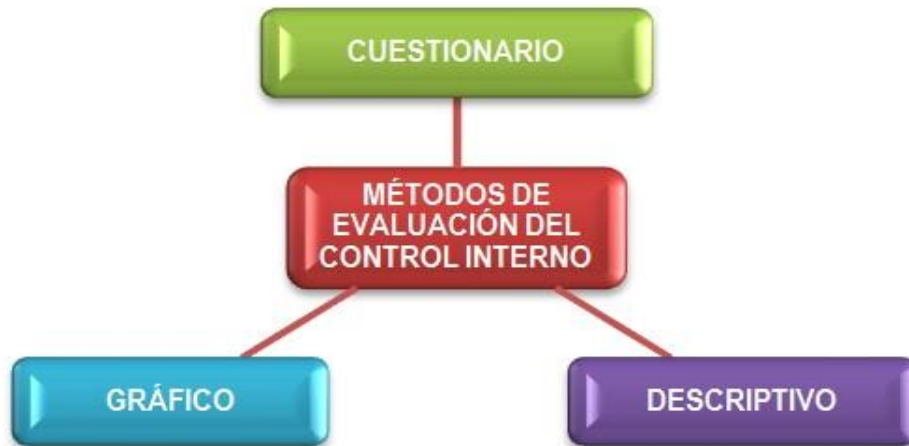 CUESTIONARIO
MÉTODOS DE
EVALUACIÓN DEL
CONTROL INTERNO
GRÁFICO
DESCRIPTIVO